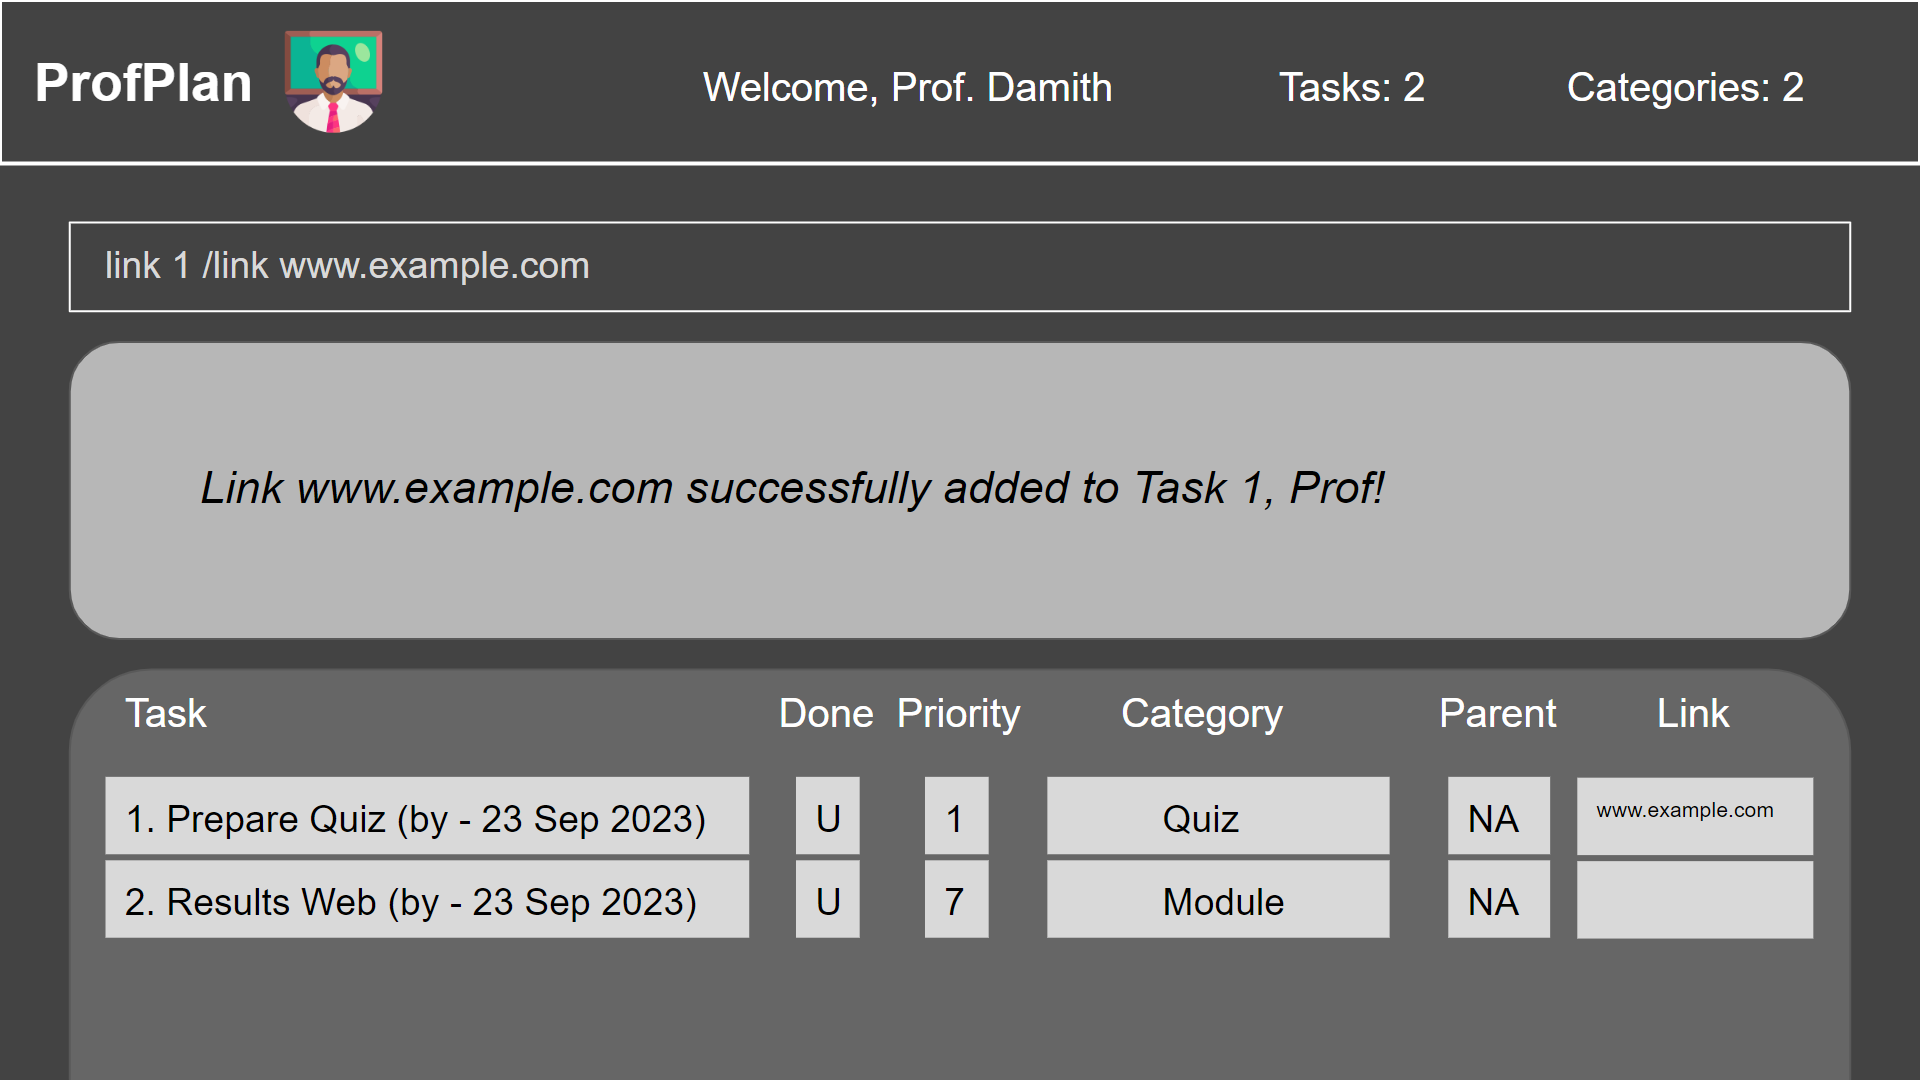 ProfPlan Welcome, Prof. Damith Tasks: 2 Categories: 2
link 1 /link www.example.com
Link www.example.com successfully added to Task 1, Prof!
Task Done Priority Category Parent Link
1. Prepare Quiz (by - 23 Sep 2023) U 1 Quiz NA www.example.com
2. Results Web (by - 23 Sep 2023) U 7 Module NA